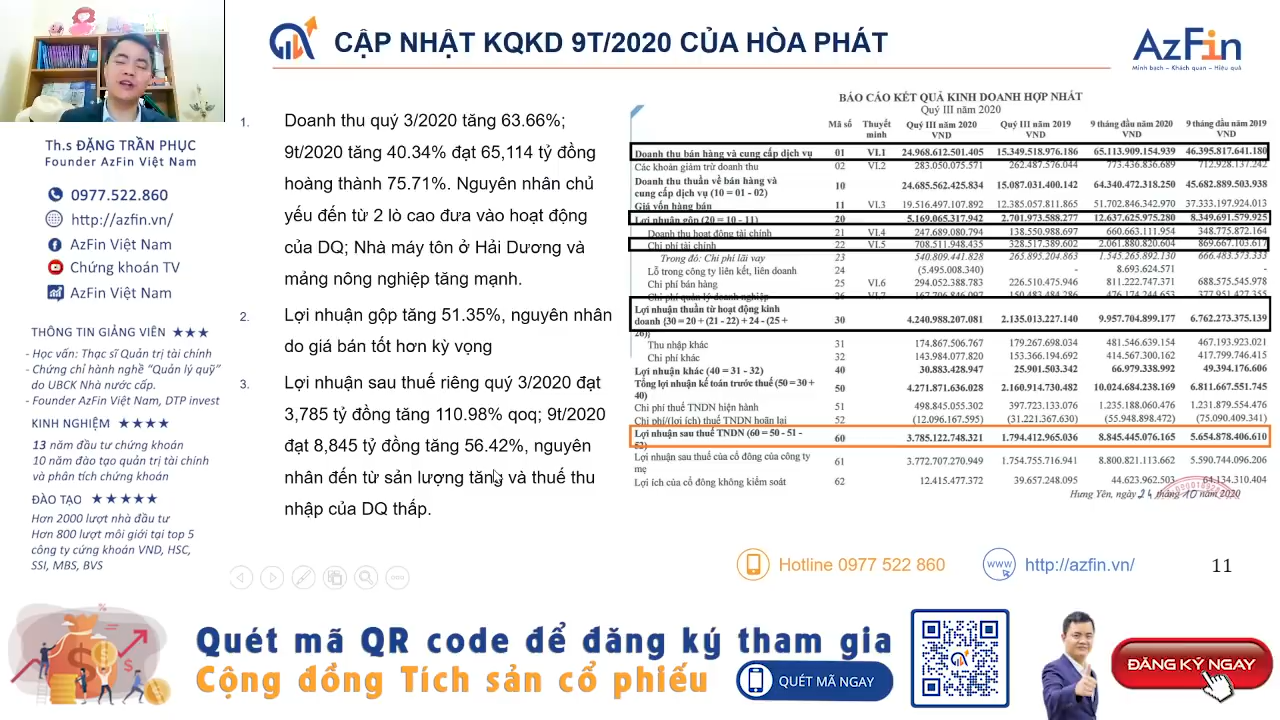 CẬP NHẬT KQKD 9T/2020 CỦA HÒA PHÁT
AzFin
Minh bạch – Khách quan – Hiệu quả
Th.s ĐẶNG TRẦN PHỤC
Founder AzFin Việt Nam
0977.522.860
http://azfin.vn/
AzFin Việt Nam
Chứng khoán TV
AzFin Việt Nam
THÔNG TIN GIẢNG VIÊN ★★★
- Học vấn: Thạc sĩ Quản trị tài chính
- Chứng chỉ hành nghề "Quản lý quỹ"
do UBCK Nhà nước cấp.
- Founder AzFin Việt Nam, DTP invest
KINH NGHIỆM ★★★★
13 năm đầu tư chứng khoán
10 năm đào tạo quản trị tài chính
và phân tích chứng khoán
ĐÀO TẠO ★★★★★
Hơn 2000 lượt nhà đầu tư
Hơn 800 lượt môi giới tại top 5
công ty cứng khoán VND, HSC,
SSI, MBS, BVS
1. Doanh thu quý 3/2020 tăng 63.66%;
9t/2020 tăng 40.34% đạt 65,114 tỷ đồng
hoàng thành 75.71%. Nguyên nhân chủ
yếu đến từ 2 lò cao đưa vào hoạt động
của DQ; Nhà máy tôn ở Hải Dương và
mảng nông nghiệp tăng mạnh.
2. Lợi nhuận gộp tăng 51.35%, nguyên nhân
do giá bán tốt hơn kỳ vọng
3. Lợi nhuận sau thuế riêng quý 3/2020 đạt
3,785 tỷ đồng tăng 110.98% qoq; 9t/2020
đạt 8,845 tỷ đồng tăng 56.42%, nguyên
nhân đến từ sản lượng tăng và thuế thu
nhập của DQ thấp.
BÁO CÁO KẾT QUẢ KINH DOANH HỢP NHẤT
Quý III năm 2020
Mã số Thuyết minh Quý III năm 2020 VND Quý III năm 2019 VND 9 tháng đầu năm 2020 VND 9 tháng đầu năm 2019 VND
Doanh thu bán hàng và cung cấp dịch vụ 01 VI.1 24.968.612.501.405 15.349.518.976.186 65.113.909.154.939 46.395.817.641.180
Các khoản giảm trừ doanh thu 02 VI.2 283.050.075.571 262.487.576.044 773.436.836.689 712.928.137.242
Doanh thu thuần về bán hàng và
cung cấp dịch vụ (10 = 01 - 02) 10 24.685.562.425.834 15.087.031.400.142 64.340.472.318.250 45.682.889.503.938
Giá vốn hàng bán 11 VI.3 19.516.497.107.892 12.385.057.811.865 51.702.846.342.970 37.333.197.924.013
Lợi nhuận gộp (20 = 10 - 11) 20 5.169.065.317.942 2.701.973.588.277 12.637.625.975.280 8.349.691.579.925
Doanh thu hoạt động tài chính 21 VI.4 247.689.080.794 138.550.988.697 660.663.111.954 348.775.872.164
Chi phí tài chính 22 VI.5 708.511.948.435 328.517.389.602 2.061.880.820.604 869.667.103.617
Trong đó: Chi phí lãi vay 23 540.809.441.828 265.895.204.863 1.545.265.892.130 666.483.573.333
Lỗ trong công ty liên kết, liên doanh 24 (5.495.008.340) - 8.693.624.571 -
Chi phí bán hàng 25 VI.6 294.052.388.783 226.510.475.946 811.222.747.371 688.575.545.978
Chi phí quản lý doanh nghiệp 26 VI.7 167.706.846.097 150.483.484.286 476.174.244.653 377.951.427.355
Lợi nhuận thuần từ hoạt động kinh
doanh {30 = 20 + (21 - 22) + 24 - (25 + 26)} 30 4.240.988.207.081 2.135.013.227.140 9.957.704.899.177 6.762.273.375.139
Thu nhập khác 31 174.867.506.767 179.267.698.034 481.546.639.154 467.193.923.021
Chi phí khác 32 143.984.077.820 153.366.194.692 414.567.300.162 417.799.746.415
Lợi nhuận khác (40 = 31 - 32) 40 30.883.428.947 25.901.503.342 66.979.338.992 49.394.176.606
Tổng lợi nhuận kế toán trước thuế (50 = 30 +
40) 50 4.271.871.636.028 2.160.914.730.482 10.024.684.238.169 6.811.667.551.745
Chi phí thuế TNDN hiện hành 51 498.845.055.302 397.723.133.076 1.235.188.060.476 1.231.879.554.476
Chi phí/(lợi ích) thuế TNDN hoãn lại 52 (12.096.167.595) (31.221.367.630) (55.948.898.472) (75.090.409.341)
Lợi nhuận sau thuế TNDN (60 = 50 - 51 -
52) 60 3.785.122.748.321 1.794.412.965.036 8.845.445.076.165 5.654.878.406.610
Lợi nhuận sau thuế của cổ đông của công ty
mẹ 61 3.772.707.270.949 1.754.755.716.941 8.800.821.113.662 5.590.744.096.206
Lợi ích của cổ đông không kiểm soát 62 12.415.477.372 39.657.248.095 44.623.962.503 64.134.310.404
Hưng Yên, ngày 24 tháng 10 năm 2020
Hotline 0977 522 860
http://azfin.vn/
11
Quét mã QR code để đăng ký tham gia
Cộng đồng Tích sản cổ phiếu
QUÉT MÃ NGAY
ĐĂNG KÝ NGAY